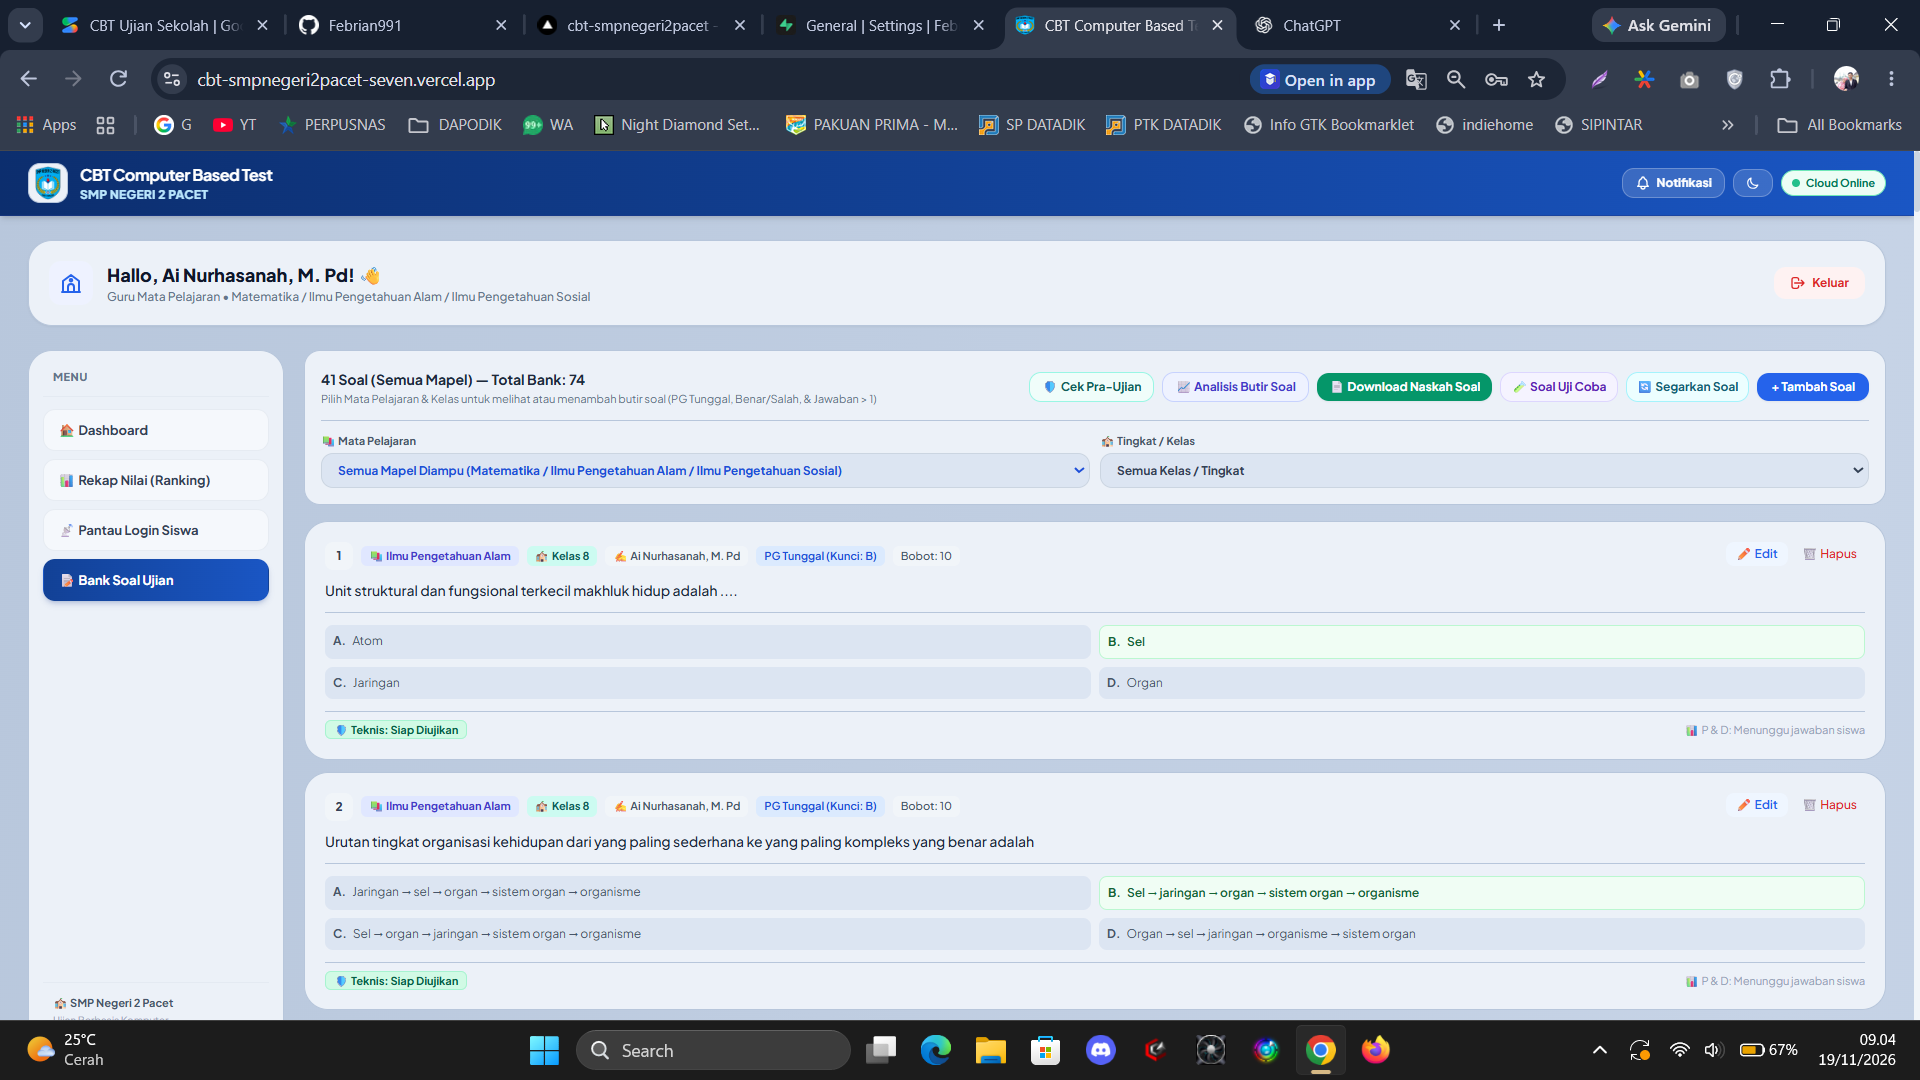 CBT Ujian Sekolah | Go
Febrian991
cbt-smpnegeri2pacet -
General | Settings | Feb
CBT Computer Based T
ChatGPT
Ask Gemini
cbt-smpnegeri2pacet-seven.vercel.app
Open in app
Apps
G
YT
PERPUSNAS
DAPODIK
99+
WA
Night Diamond Set...
PAKUAN PRIMA - M...
SP DATADIK
PTK DATADIK
Info GTK Bookmarklet
indiehome
SIPINTAR
All Bookmarks
CBT Computer Based Test
SMP NEGERI 2 PACET
Notifikasi
Cloud Online
Hallo, Ai Nurhasanah, M. Pd! 👋
Guru Mata Pelajaran • Matematika / Ilmu Pengetahuan Alam / Ilmu Pengetahuan Sosial
Keluar
MENU
Dashboard
Rekap Nilai (Ranking)
Pantau Login Siswa
Bank Soal Ujian
SMP Negeri 2 Pacet
Ujian Berbasis Komputer
41 Soal (Semua Mapel) — Total Bank: 74
Pilih Mata Pelajaran & Kelas untuk melihat atau menambah butir soal (PG Tunggal, Benar/Salah, & Jawaban > 1)
Cek Pra-Ujian
Analisis Butir Soal
Download Naskah Soal
Soal Uji Coba
Segarkan Soal
+ Tambah Soal
Mata Pelajaran
Semua Mapel Diampu (Matematika / Ilmu Pengetahuan Alam / Ilmu Pengetahuan Sosial)
Tingkat / Kelas
Semua Kelas / Tingkat
1 Ilmu Pengetahuan Alam Kelas 8 Ai Nurhasanah, M. Pd PG Tunggal (Kunci: B) Bobot: 10 Edit Hapus
Unit struktural dan fungsional terkecil makhluk hidup adalah ....
A. Atom
B. Sel
C. Jaringan
D. Organ
Teknis: Siap Diujikan
P & D: Menunggu jawaban siswa
2 Ilmu Pengetahuan Alam Kelas 8 Ai Nurhasanah, M. Pd PG Tunggal (Kunci: B) Bobot: 10 Edit Hapus
Urutan tingkat organisasi kehidupan dari yang paling sederhana ke yang paling kompleks yang benar adalah
A. Jaringan → sel → organ → sistem organ → organisme
B. Sel → jaringan → organ → sistem organ → organisme
C. Sel → organ → jaringan → sistem organ → organisme
D. Organ → sel → jaringan → organisme → sistem organ
Teknis: Siap Diujikan
P & D: Menunggu jawaban siswa
25°C
Cerah
Search
67%
09.04
19/11/2026